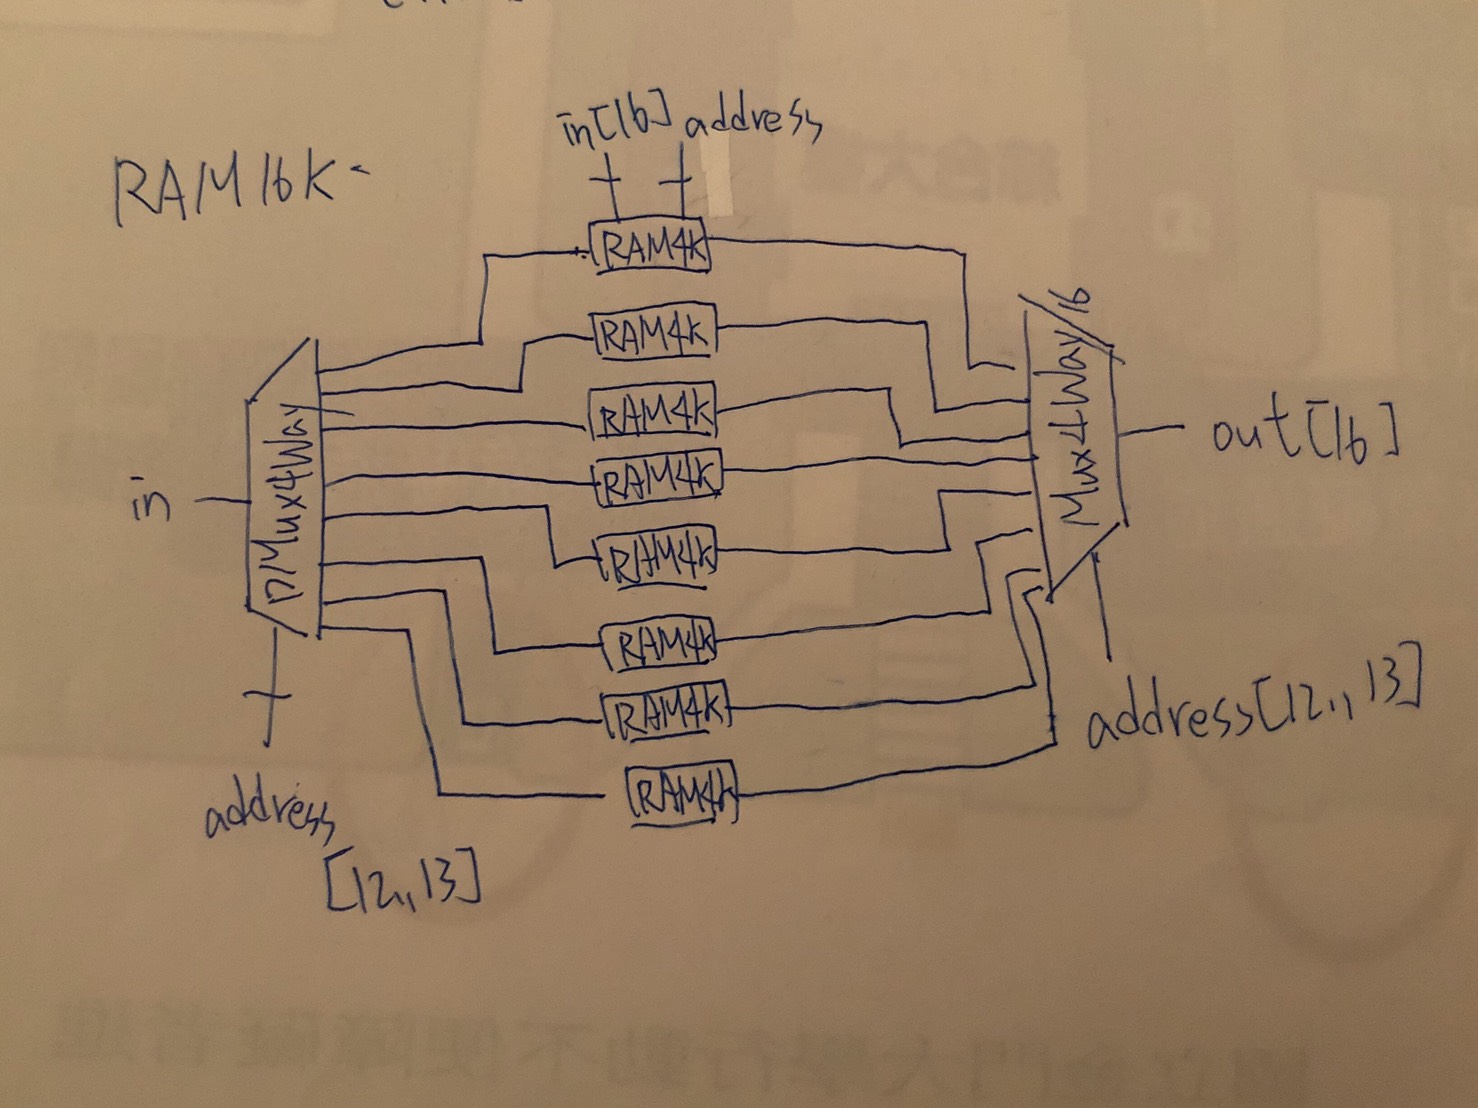 RAM16K
in[16] address
RAM4K
RAM4K
RAM4K
RAM4K
RAM4K
RAM4K
RAM4K
RAM4K
DMux4Way
Mux4Way16
in
out[16]
address
[12..13]
address[12..13]